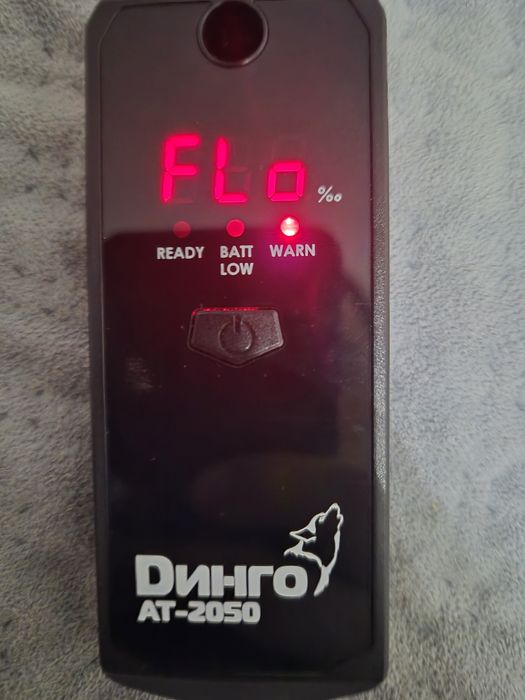 FLo ‰
READY BATT LOW WARN
Динго
AT-2050